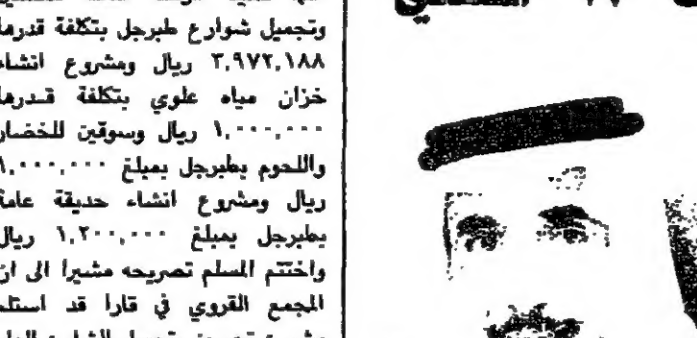 وتجميل شوارع طبرجل بتكلفة قدرها
٣,٩٧٢,١٨٨ ريال ومشروع انشاء
خزان مياه علوي بتكلفة قدرها
١,٠٠٠,٠٠٠ ريال وسوقين للخضار
واللحوم بطبرجل بمبلغ ١,٠٠٠,٠٠٠
ريال ومشروع انشاء حديقة عامة
بطبرجل بمبلغ ١,٢٠٠,٠٠٠ ريال
واختتم المسلم تصريحه مشيرا الى ان
المجمع القروي في قارا قد استلم